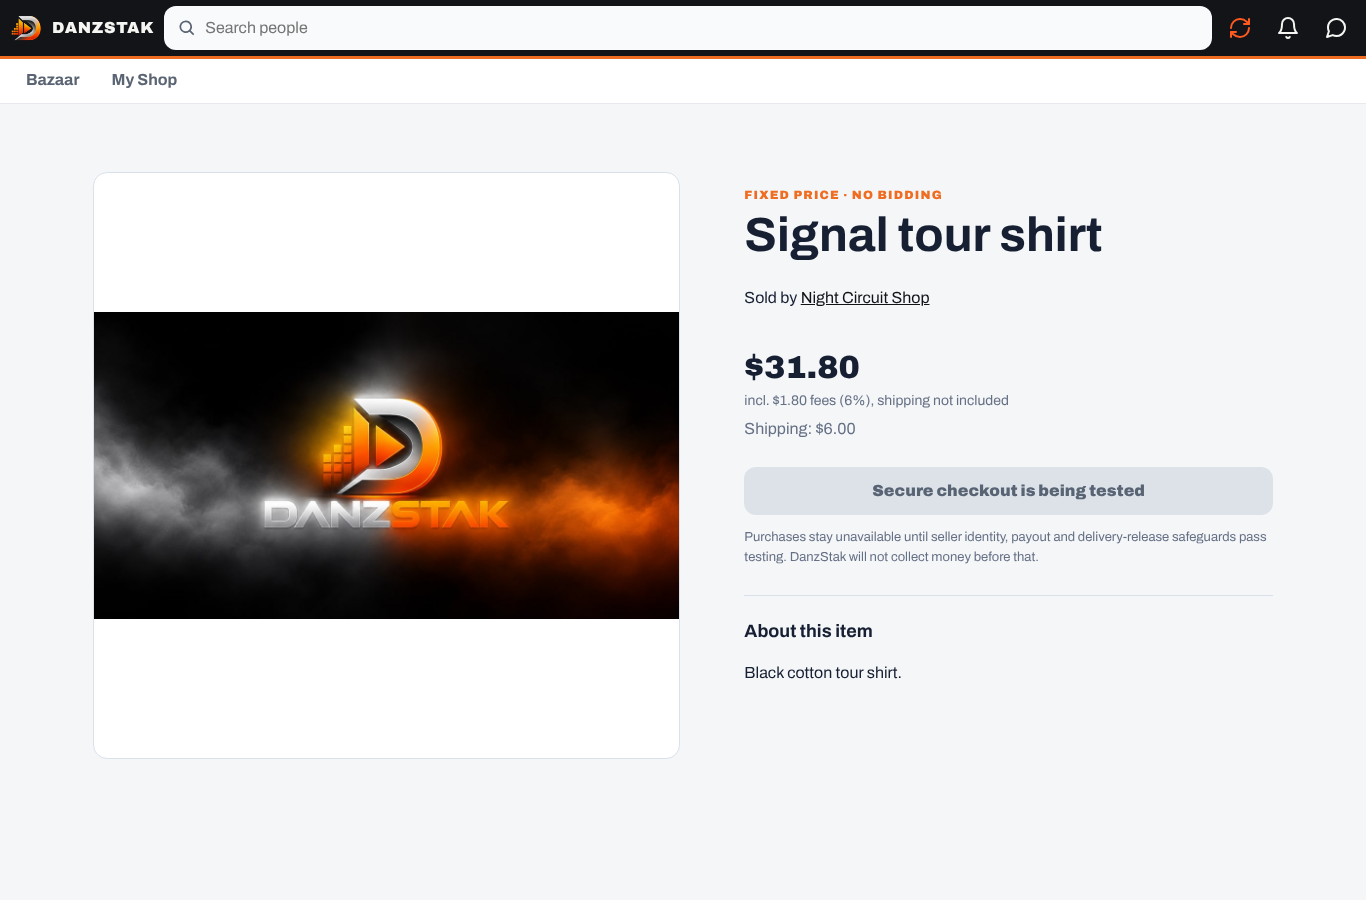 DANZSTAK
Search people
Bazaar
My Shop
FIXED PRICE · NO BIDDING
Signal tour shirt
Sold by Night Circuit Shop
$31.80
incl. $1.80 fees (6%), shipping not included
Shipping: $6.00
Secure checkout is being tested
Purchases stay unavailable until seller identity, payout and delivery-release safeguards pass
testing. DanzStak will not collect money before that.
About this item
Black cotton tour shirt.
DANZSTAK